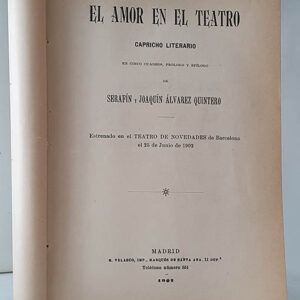 EL AMOR EN EL TEATRO
CAPRICHO LITERARIO
EN CINCO CUADROS, PRÓLOGO Y EPÍLOGO
DE
SERAFÍN Y JOAQUÍN ÁLVAREZ QUINTERO
Estrenado en el TEATRO DE NOVEDADES de Barcelona
el 26 de Junio de 1902
MADRID
R. VELASCO, IMP., MARQUÉS DE SANTA ANA, 11 DUP.º
Teléfono número 551
1902